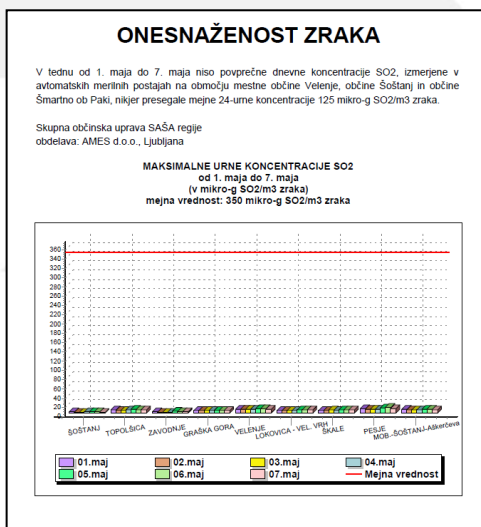 ONESNAŽENOST ZRAKA
V tednu od 1. maja do 7. maja niso povprečne dnevne koncentracije SO2, izmerjene v
avtomatskih merilnih postajah na območju mestne občine Velenje, občine Šoštanj in občine
Šmartno ob Paki, nikjer presegale mejne 24-urne koncentracije 125 mikro-g SO2/m3 zraka.
Skupna občinska uprava SAŠA regije
obdelava: AMES d.o.o., Ljubljana
MAKSIMALNE URNE KONCENTRACIJE SO2
od 1. maja do 7. maja
(v mikro-g SO2/m3 zraka)
mejna vrednost: 350 mikro-g SO2/m3 zraka
360
340
320
300
280
260
240
220
200
180
160
140
120
100
80
60
40
20
0
ŠOŠTANJ TOPOLŠICA ZAVODNJE GRAŠKA GORA VELENJE LOKOVICA - VEL. VRH ŠKALE PESJE MOB.-ŠOŠTANJ-Aškerčeva
01.maj 02.maj 03.maj 04.maj
05.maj 06.maj 07.maj Mejna vrednost